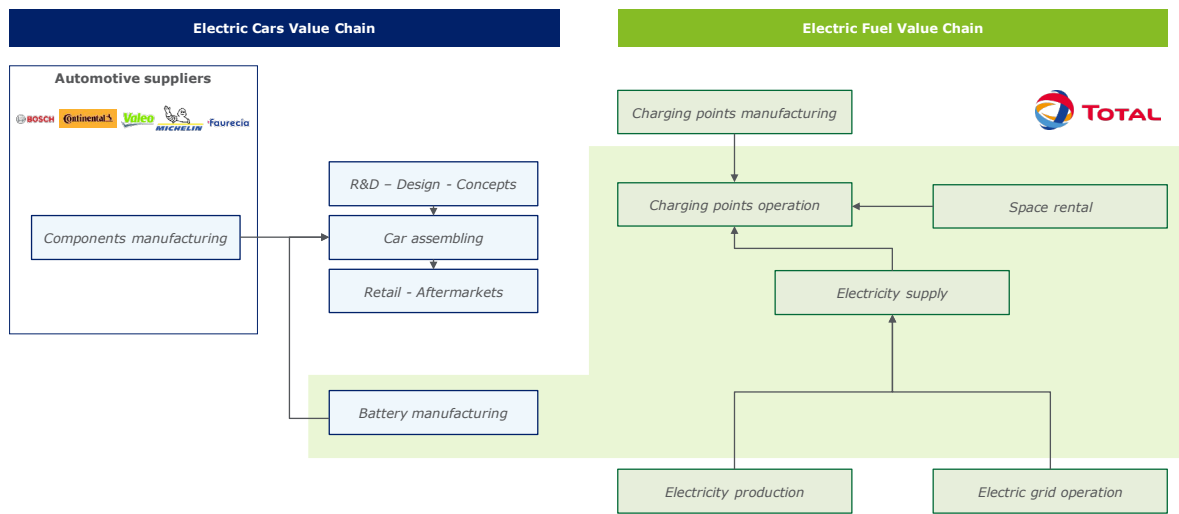 Electric Cars Value Chain
Electric Fuel Value Chain
Automotive suppliers
BOSCH
Continental
Valeo
MICHELIN
faurecia
Charging points manufacturing
TOTAL
R&D – Design - Concepts
Charging points operation
Space rental
Components manufacturing
Car assembling
Retail - Aftermarkets
Electricity supply
Battery manufacturing
Electricity production
Electric grid operation